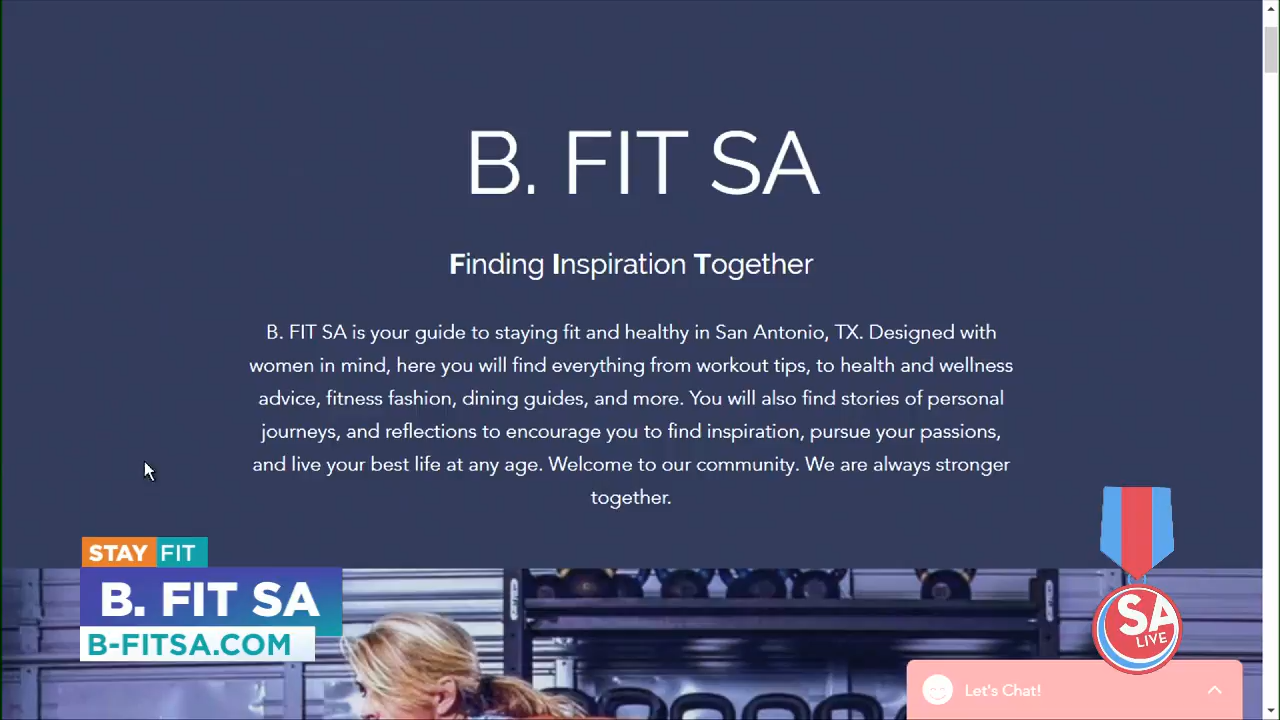 B. FIT SA
Finding Inspiration Together
B. FIT SA is your guide to staying fit and healthy in San Antonio, TX. Designed with
women in mind, here you will find everything from workout tips, to health and wellness
advice, fitness fashion, dining guides, and more. You will also find stories of personal
journeys, and reflections to encourage you to find inspiration, pursue your passions,
and live your best life at any age. Welcome to our community. We are always stronger
together.
STAY FIT
B. FIT SA
B-FITSA.COM
SA
LIVE
Let's Chat!